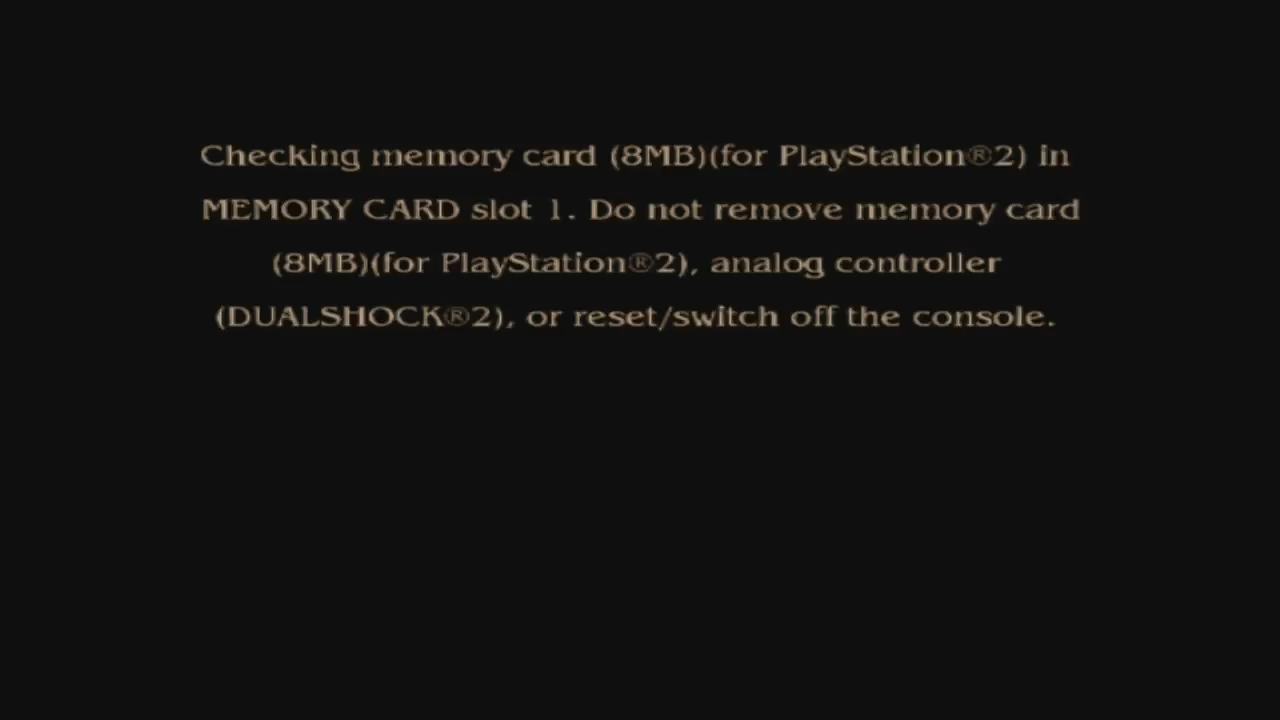 Checking memory card (8MB)(for PlayStation®2) in
MEMORY CARD slot 1. Do not remove memory card
(8MB)(for PlayStation®2), analog controller
(DUALSHOCK®2), or reset/switch off the console.